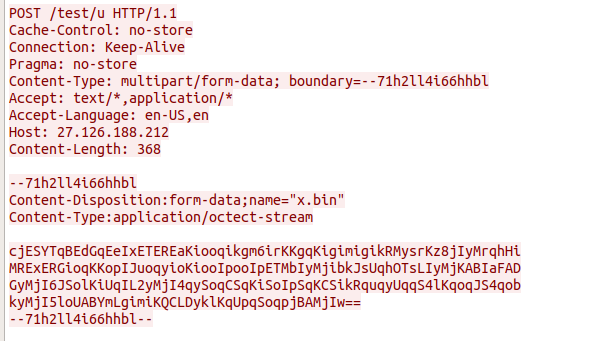 POST /test/u HTTP/1.1
Cache-Control: no-store
Connection: Keep-Alive
Pragma: no-store
Content-Type: multipart/form-data; boundary=--71h2ll4i66hhbl
Accept: text/*,application/*
Accept-Language: en-US,en
Host: 27.126.188.212
Content-Length: 368

--71h2ll4i66hhbl
Content-Disposition:form-data;name="x.bin"
Content-Type:application/octect-stream

cjESYTqBEdGqEeIxETEREaKiooqikgm6irKKgqKigimigikRMysrKz8jIyMrqhHi
MRExERGioqKKopIJuoqyioKiooIpooIpETMbIyMjibkJsUqhOTsLIyMjKABIaFAD
GyMjI6JSolKiUqIL2yMjI4qySoqCSqKiSoIpSqKCSikRquqyUqqS4lKqoqJS4qob
kyMjI5loUABYmLgimiKQCLDyklKqUpqSoqpjBAMjIw==
--71h2ll4i66hhbl--